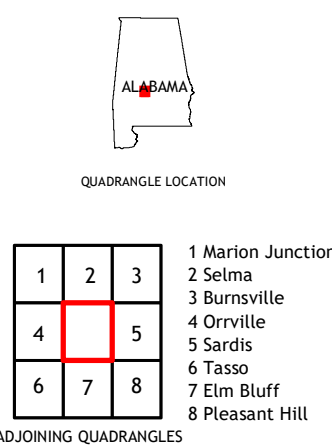 ALABAMA
QUADRANGLE LOCATION
1 2 3
4 5
6 7 8
1 Marion Junction
2 Selma
3 Burnsville
4 Orrville
5 Sardis
6 Tasso
7 Elm Bluff
8 Pleasant Hill
ADJOINING QUADRANGLES